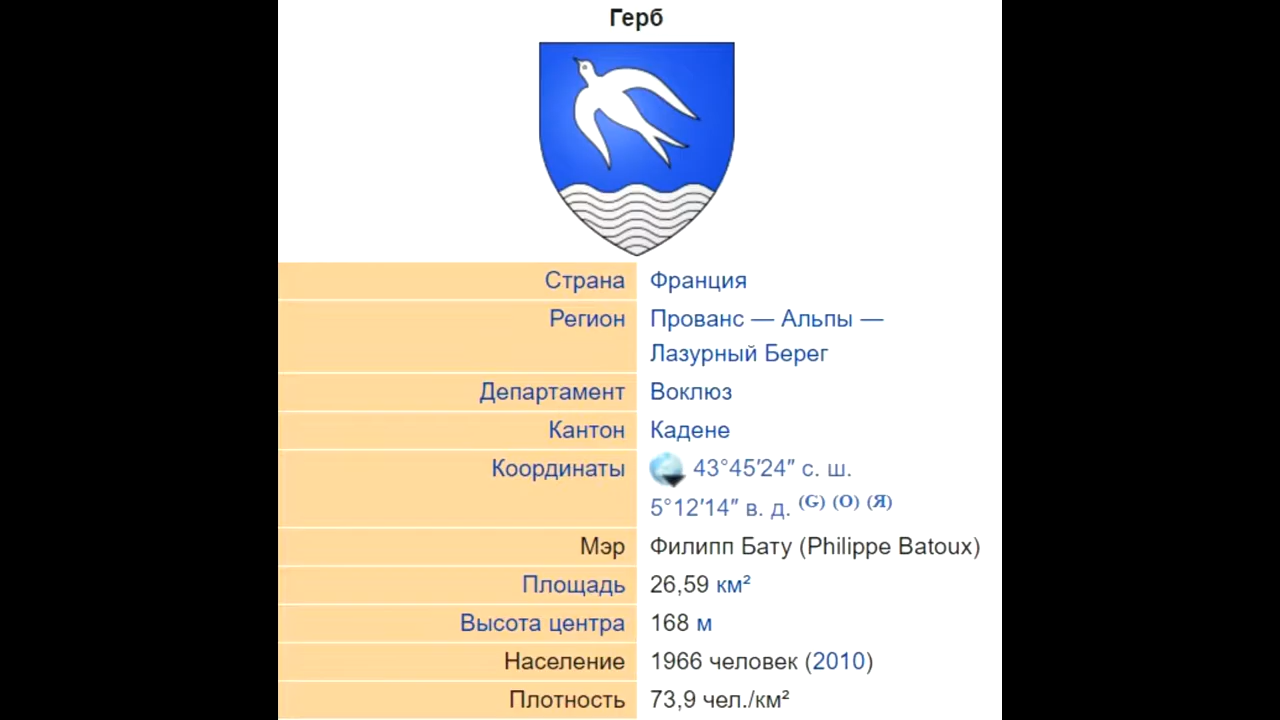 Герб
Страна Франция
Регион Прованс — Альпы —
Лазурный Берег
Департамент Воклюз
Кантон Кадене
Координаты 43°45′24″ с. ш.
5°12′14″ в. д. (G) (O) (Я)
Мэр Филипп Бату (Philippe Batoux)
Площадь 26,59 км²
Высота центра 168 м
Население 1966 человек (2010)
Плотность 73,9 чел./км²